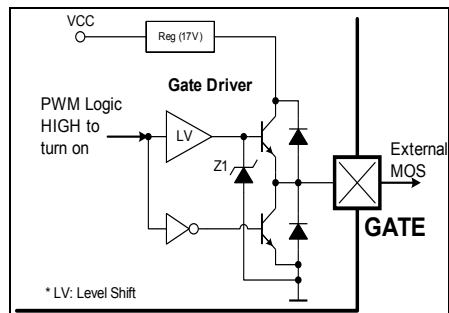 VCC
Reg (17V)
Gate Driver
PWM Logic
HIGH to
turn on
LV
Z1
External
MOS
GATE
* LV: Level Shift